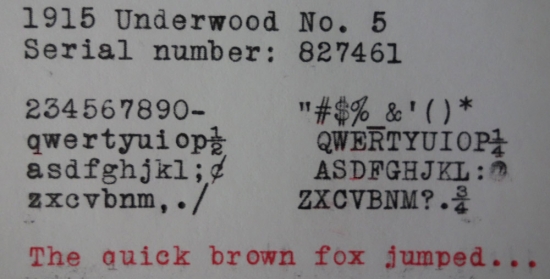 1915 Underwood No. 5
Serial number: 827461
234567890- "#$%_&'()*
qwertyuiop½ QWERTYUIOP¼
asdfghjkl;¢ ASDFGHJKL:@
zxcvbnm,./ ZXCVBNM?.¾
The quick brown fox jumped...